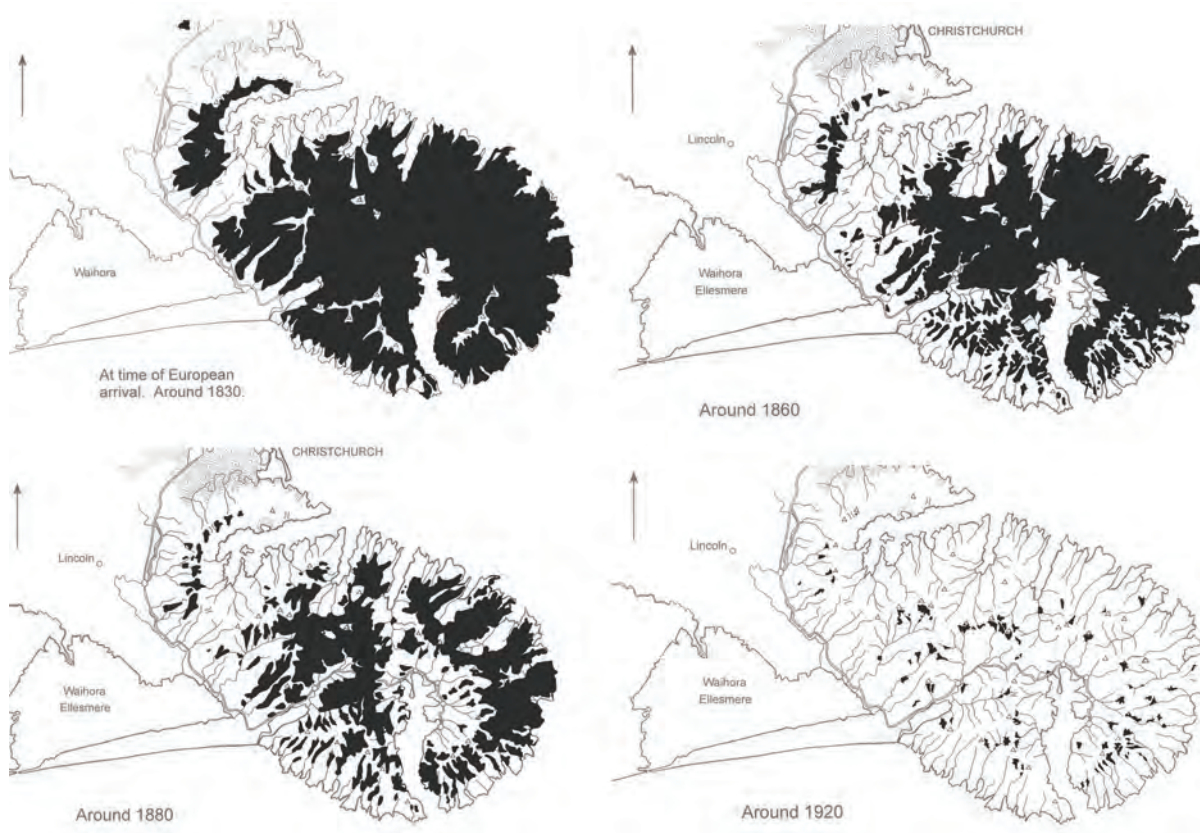 Waihora
At time of European
arrival. Around 1830.
CHRISTCHURCH
Lincoln
Waihora
Ellesmere
Around 1860
CHRISTCHURCH
Lincoln
Waihora
Ellesmere
Around 1880
Lincoln
Waihora
Ellesmere
Around 1920